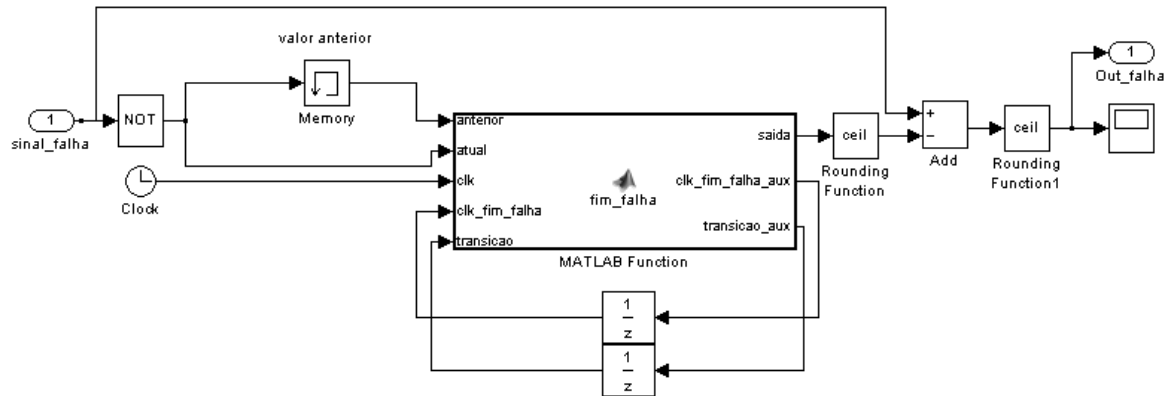 valor anterior
1
sinal_falha
NOT
Memory
Clock
anterior
atual
clk
clk_fim_falha
transicao
fim_falha
saida
clk_fim_falha_aux
transicao_aux
MATLAB Function
ceil
Rounding
Function
+
−
Add
ceil
Rounding
Function1
1
Out_falha
1
z
1
z